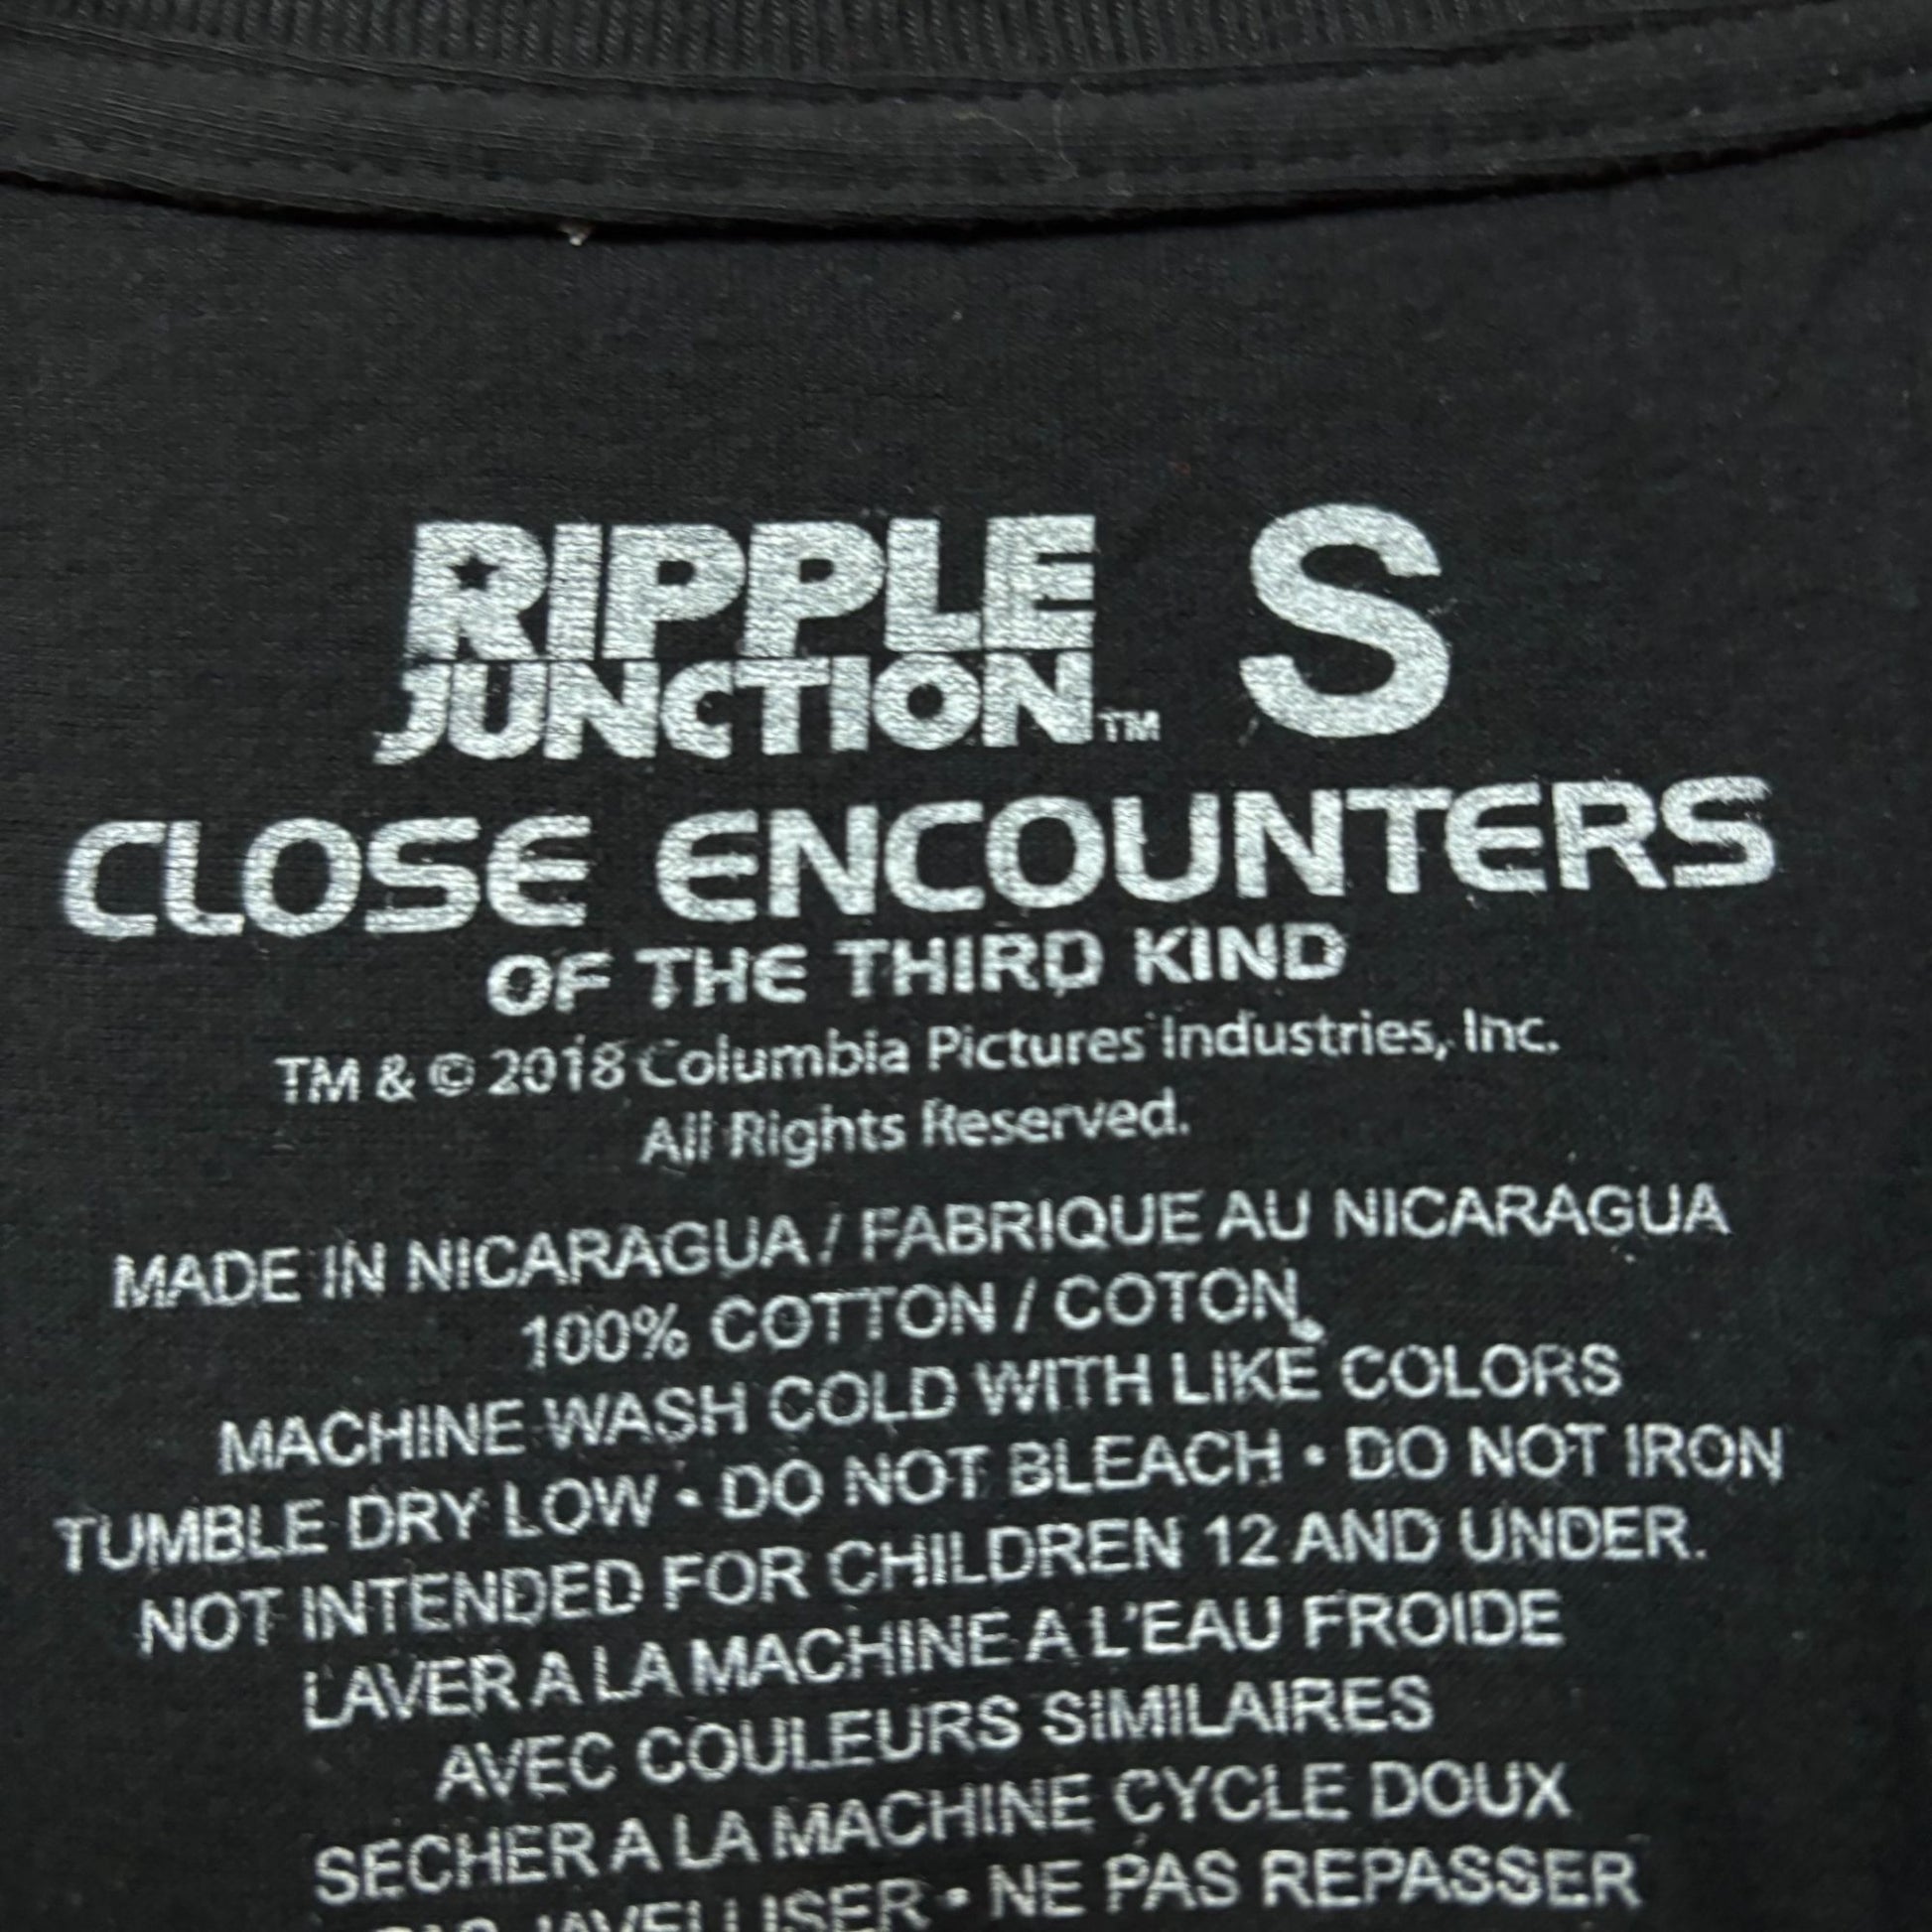 RIPPLE S
JUNCTION™
CLOSE ENCOUNTERS
OF THE THIRD KIND
TM & © 2018 Columbia Pictures Industries, Inc.
All Rights Reserved.
MADE IN NICARAGUA / FABRIQUE AU NICARAGUA
100% COTTON / COTON
MACHINE WASH COLD WITH LIKE COLORS
TUMBLE DRY LOW • DO NOT BLEACH • DO NOT IRON
NOT INTENDED FOR CHILDREN 12 AND UNDER.
LAVER A LA MACHINE A L'EAU FROIDE
AVEC COULEURS SIMILAIRES
SECHER A LA MACHINE CYCLE DOUX
PAS JAVELLISER • NE PAS REPASSER